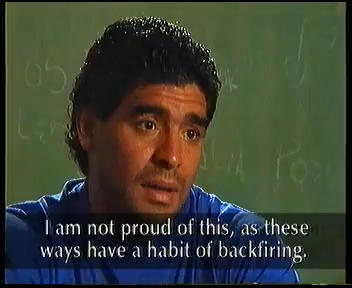 I am not proud of this, as these
ways have a habit of backfiring.